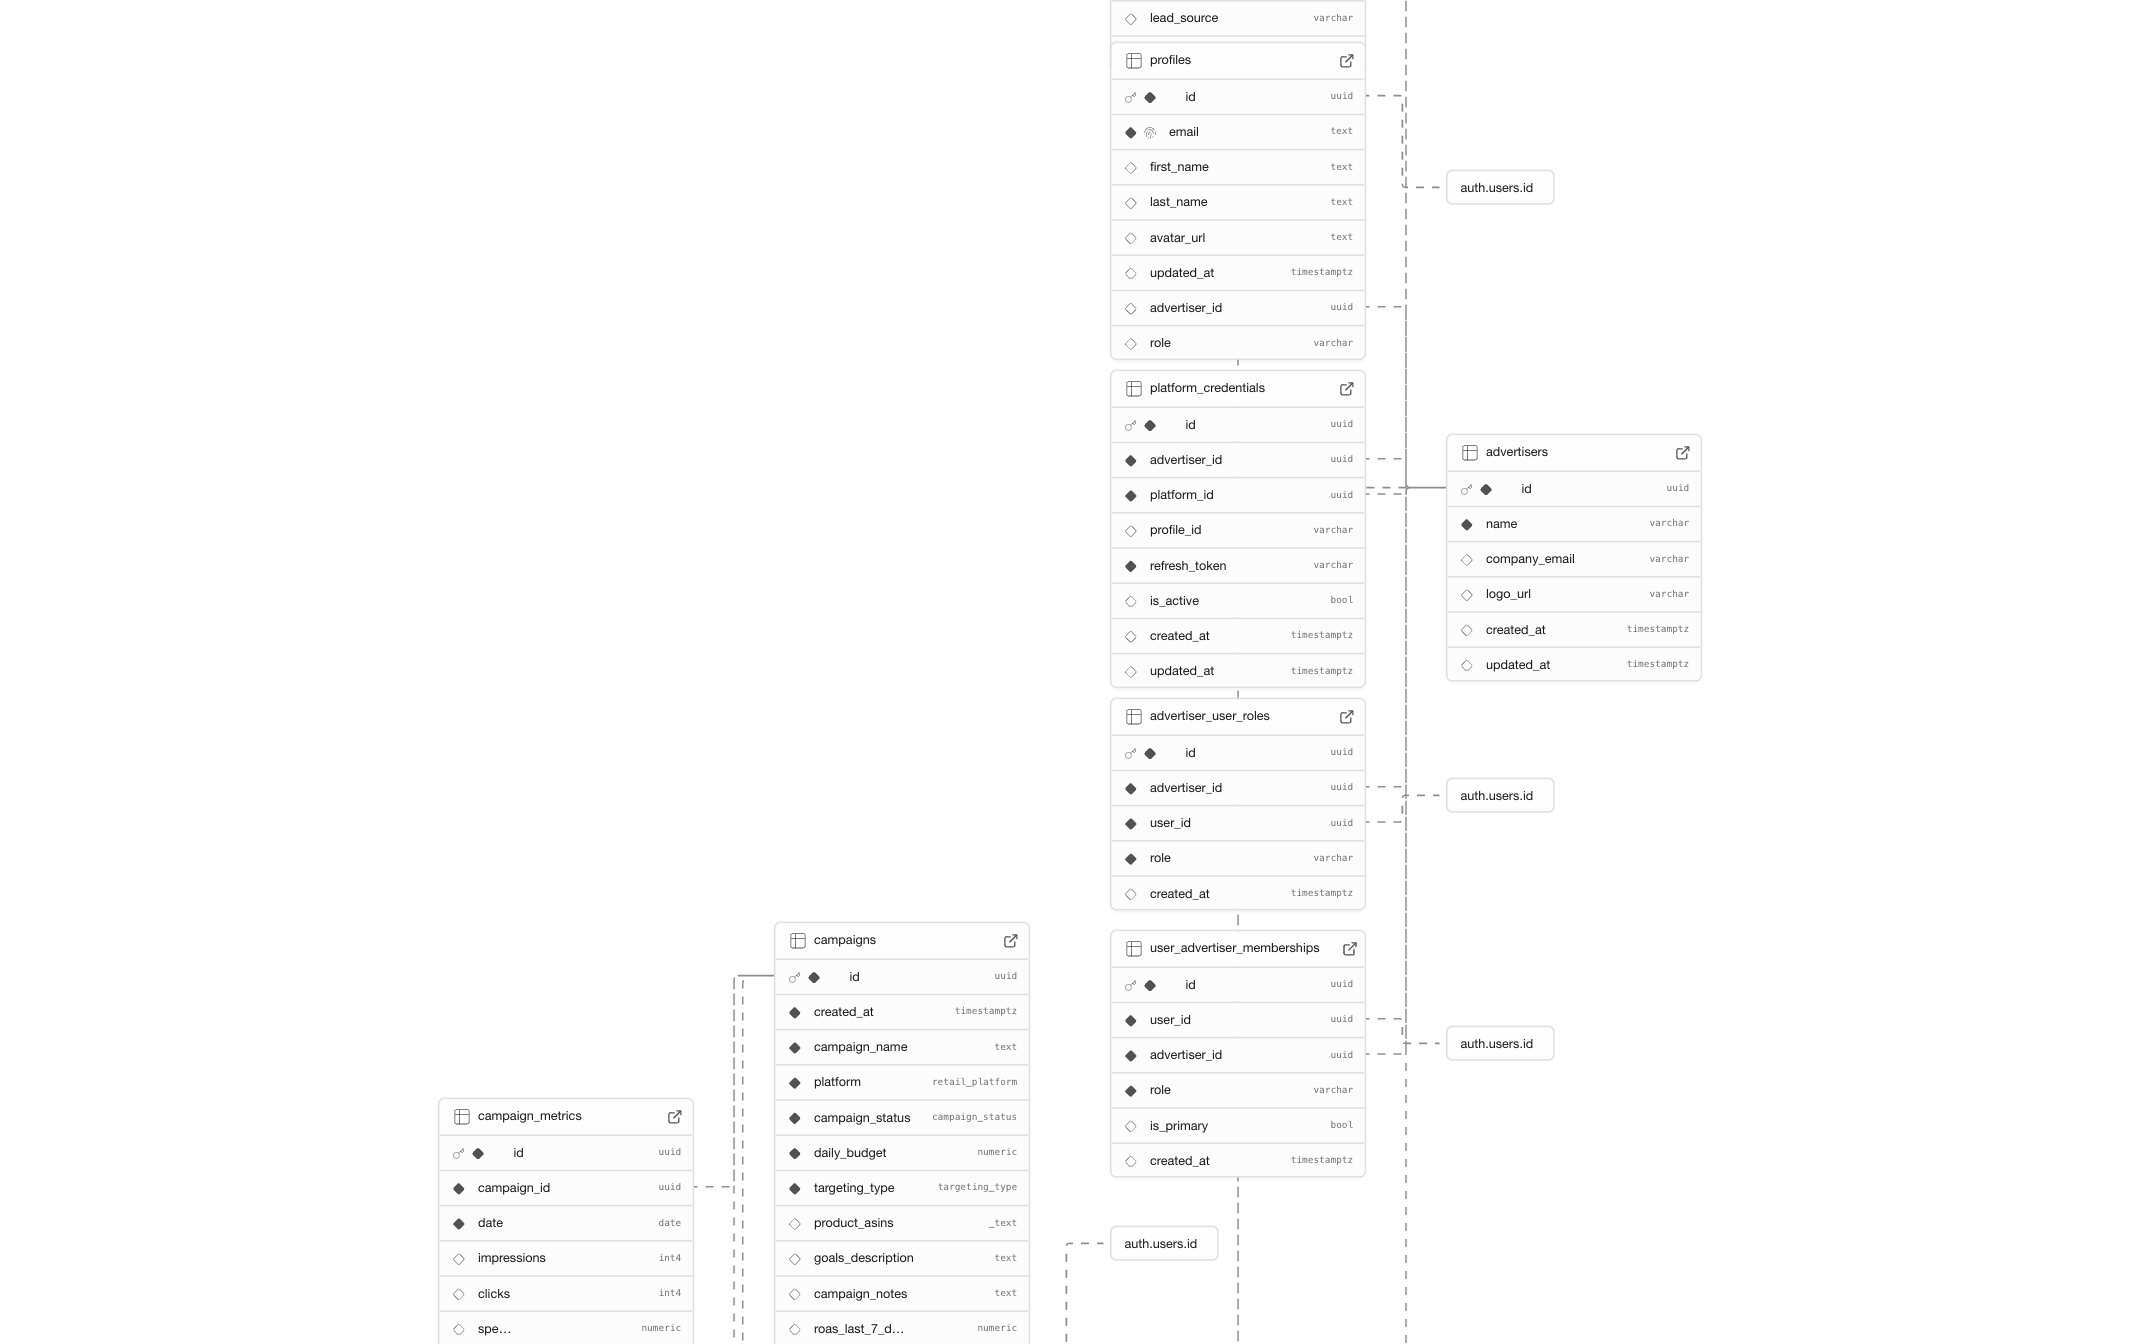 lead_source varchar
profiles
id uuid
email text
first_name text
last_name text
avatar_url text
updated_at timestamptz
advertiser_id uuid
role varchar
auth.users.id
platform_credentials
id uuid
advertiser_id uuid
platform_id uuid
profile_id varchar
refresh_token varchar
is_active bool
created_at timestamptz
updated_at timestamptz
advertisers
id uuid
name varchar
company_email varchar
logo_url varchar
created_at timestamptz
updated_at timestamptz
advertiser_user_roles
id uuid
advertiser_id uuid
user_id uuid
role varchar
created_at timestamptz
auth.users.id
user_advertiser_memberships
id uuid
user_id uuid
advertiser_id uuid
role varchar
is_primary bool
created_at timestamptz
auth.users.id
campaigns
id uuid
created_at timestamptz
campaign_name text
platform retail_platform
campaign_status campaign_status
daily_budget numeric
targeting_type targeting_type
product_asins _text
goals_description text
campaign_notes text
roas_last_7_d... numeric
campaign_metrics
id uuid
campaign_id uuid
date date
impressions int4
clicks int4
spe... numeric
auth.users.id